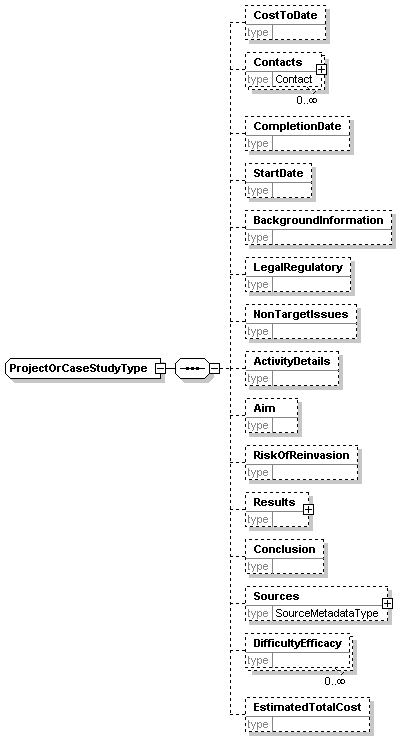 CostToDate
type
Contacts
type Contact
0..∞
CompletionDate
type
StartDate
type
BackgroundInformation
type
LegalRegulatory
type
NonTargetIssues
type
ProjectOrCaseStudyType
ActivityDetails
type
Aim
type
RiskOfReinvasion
type
Results
type
Conclusion
type
Sources
type SourceMetadataType
DifficultyEfficacy
type
0..∞
EstimatedTotalCost
type